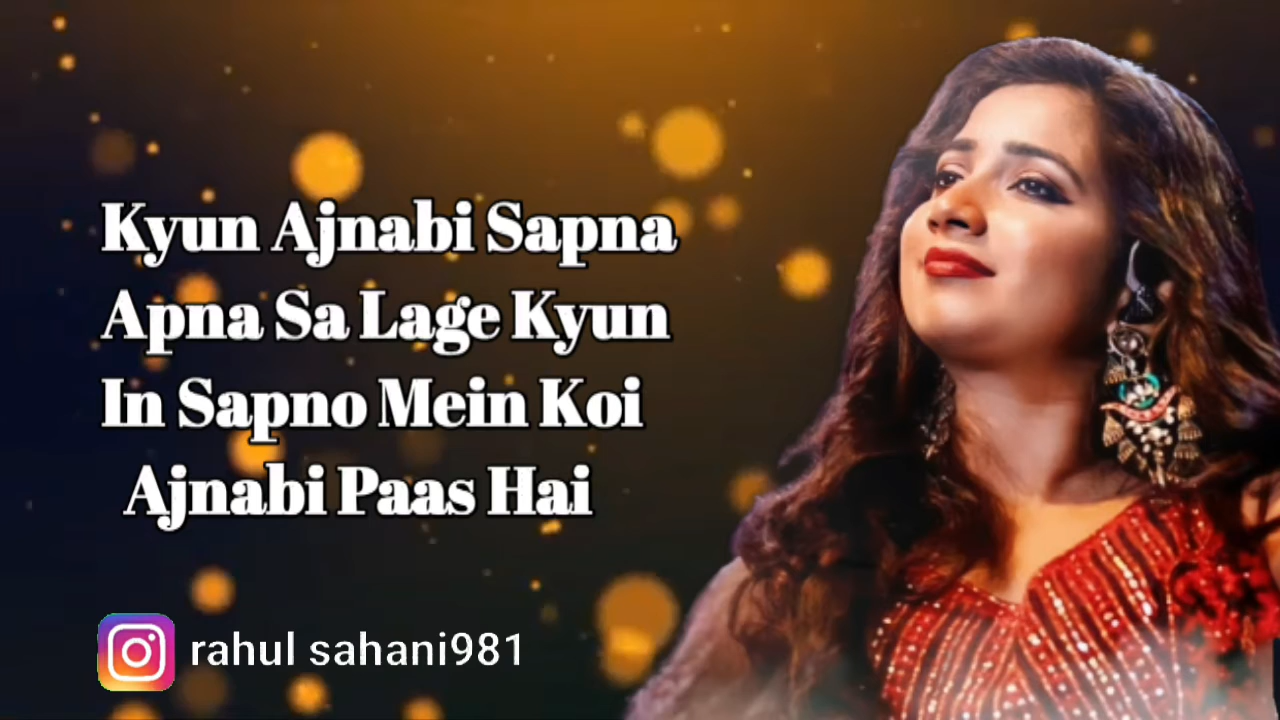 Kyun Ajnabi Sapna
Apna Sa Lage Kyun
In Sapno Mein Koi
Ajnabi Paas Hai
rahul sahani981